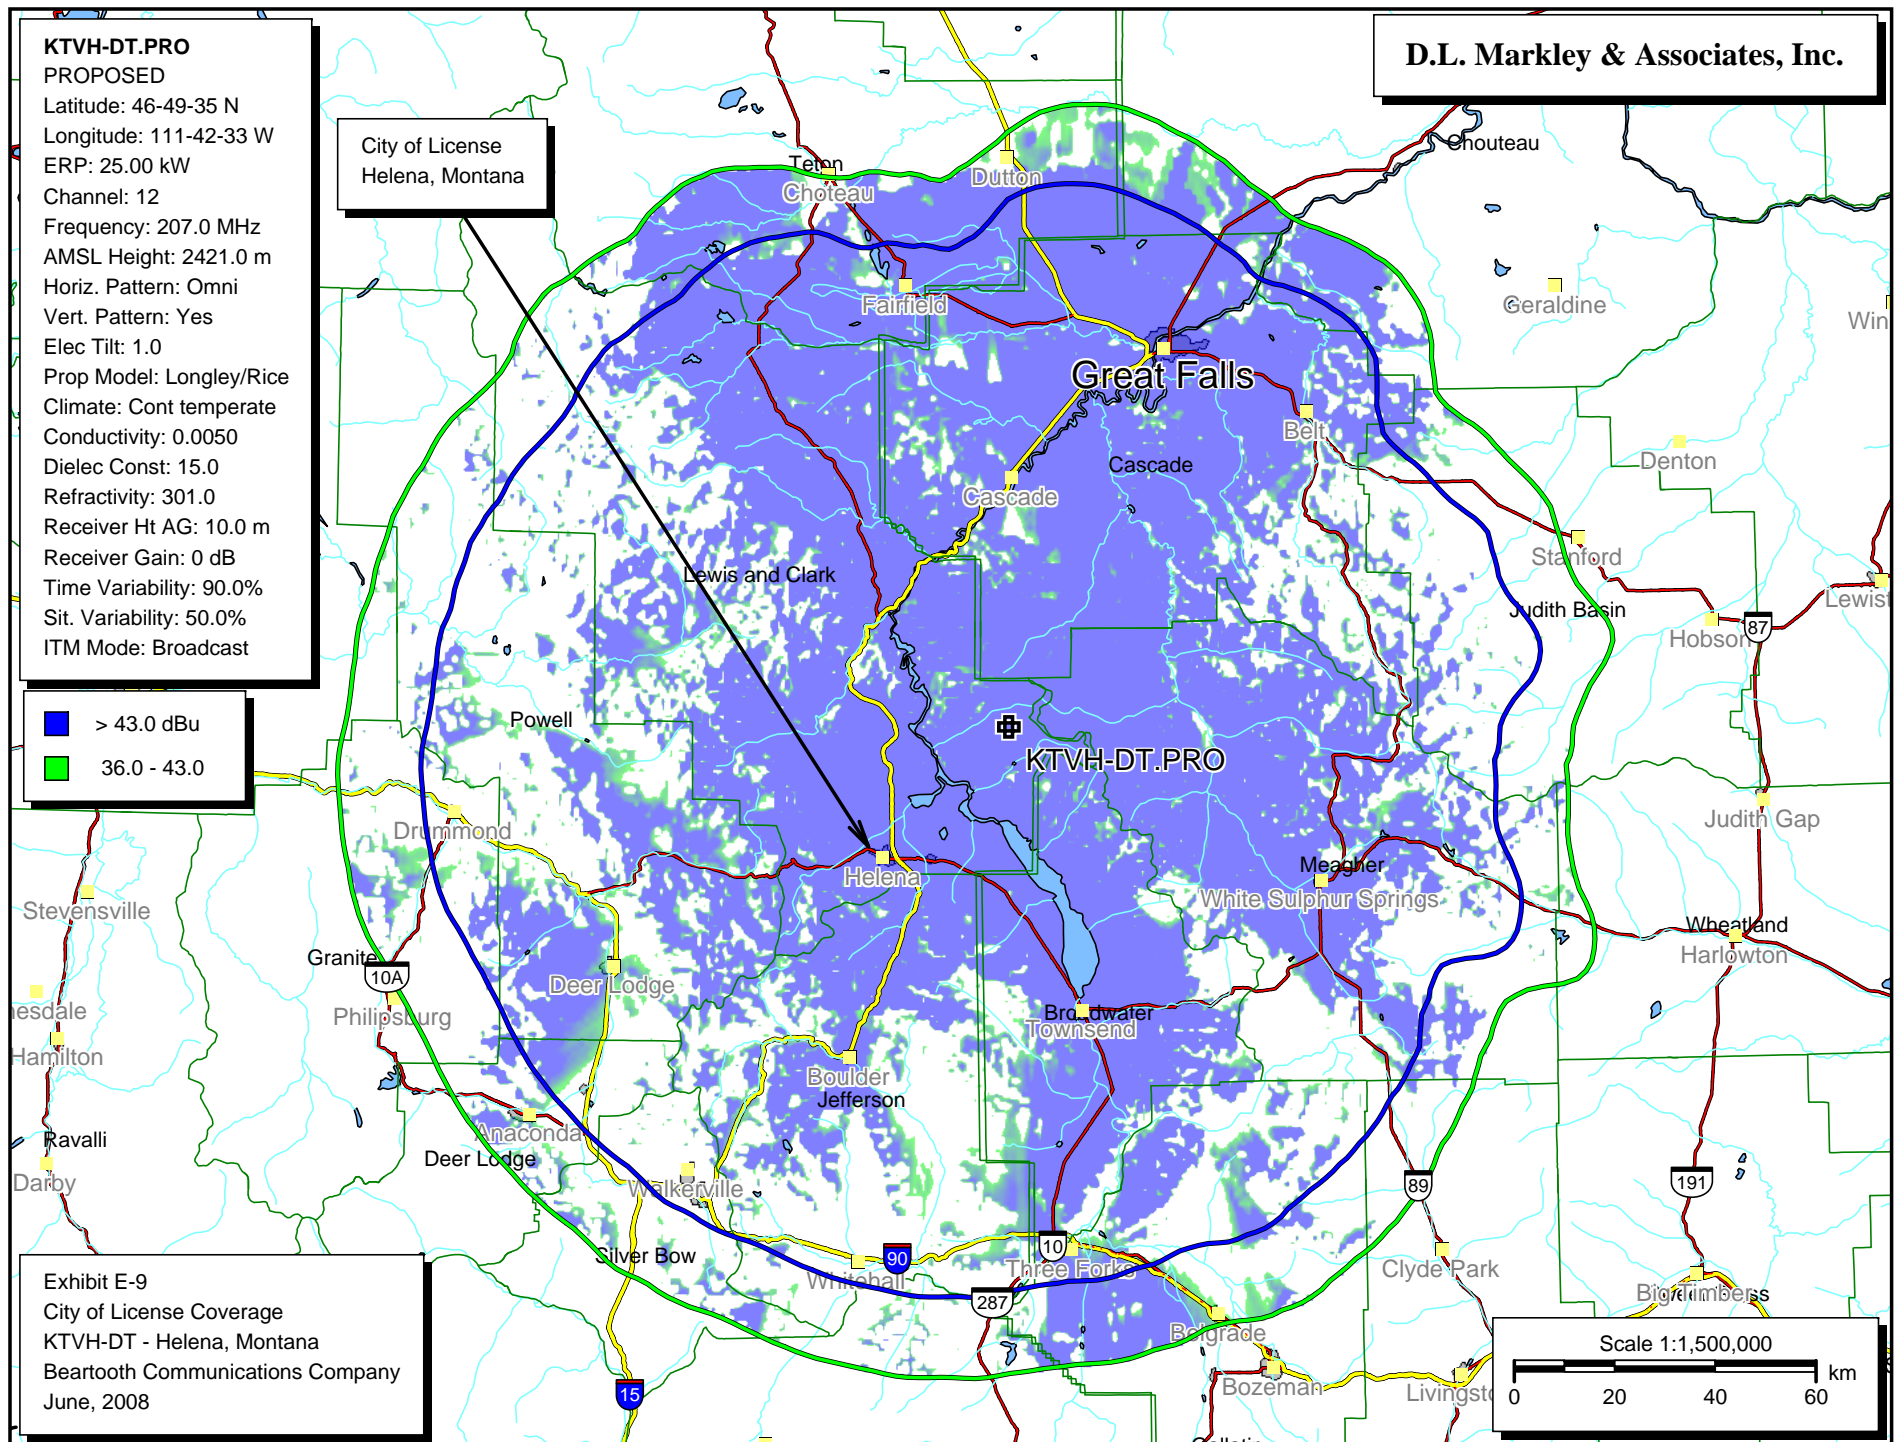 KTVH-DT.PRO
PROPOSED
Latitude: 46-49-35 N
Longitude: 111-42-33 W
ERP: 25.00 kW
Channel: 12
Frequency: 207.0 MHz
AMSL Height: 2421.0 m
Horiz. Pattern: Omni
Vert. Pattern: Yes
Elec Tilt: 1.0
Prop Model: Longley/Rice
Climate: Cont temperate
Conductivity: 0.0050
Dielec Const: 15.0
Refractivity: 301.0
Receiver Ht AG: 10.0 m
Receiver Gain: 0 dB
Time Variability: 90.0%
Sit. Variability: 50.0%
ITM Mode: Broadcast
> 43.0 dBu
36.0 - 43.0
City of License
Helena, Montana
D.L. Markley & Associates, Inc.
Chouteau
Teton
Choteau
Dutton
Fairfield
Geraldine
Win
Great Falls
Belt
Denton
Cascade
Cascade
Stanford
Lewis and Clark
Judith Basin
Lewist
Hobson
87
Powell
KTVH-DT.PRO
Judith Gap
Drummond
Helena
Meagher
White Sulphur Springs
Stevensville
Wheatland
Harlowton
Granite
10A
Deer Lodge
Philipsburg
nesdale
Hamilton
Broadwater
Townsend
Boulder
Jefferson
Anaconda
Deer Lodge
Ravalli
Darby
Walkerville
89
191
Silver Bow
90
10
Whitehall
Three Forks
Clyde Park
287
Big Timber
Belgrade
Bozeman
Livingsto
15
Exhibit E-9
City of License Coverage
KTVH-DT - Helena, Montana
Beartooth Communications Company
June, 2008
Scale 1:1,500,000
km
0 20 40 60